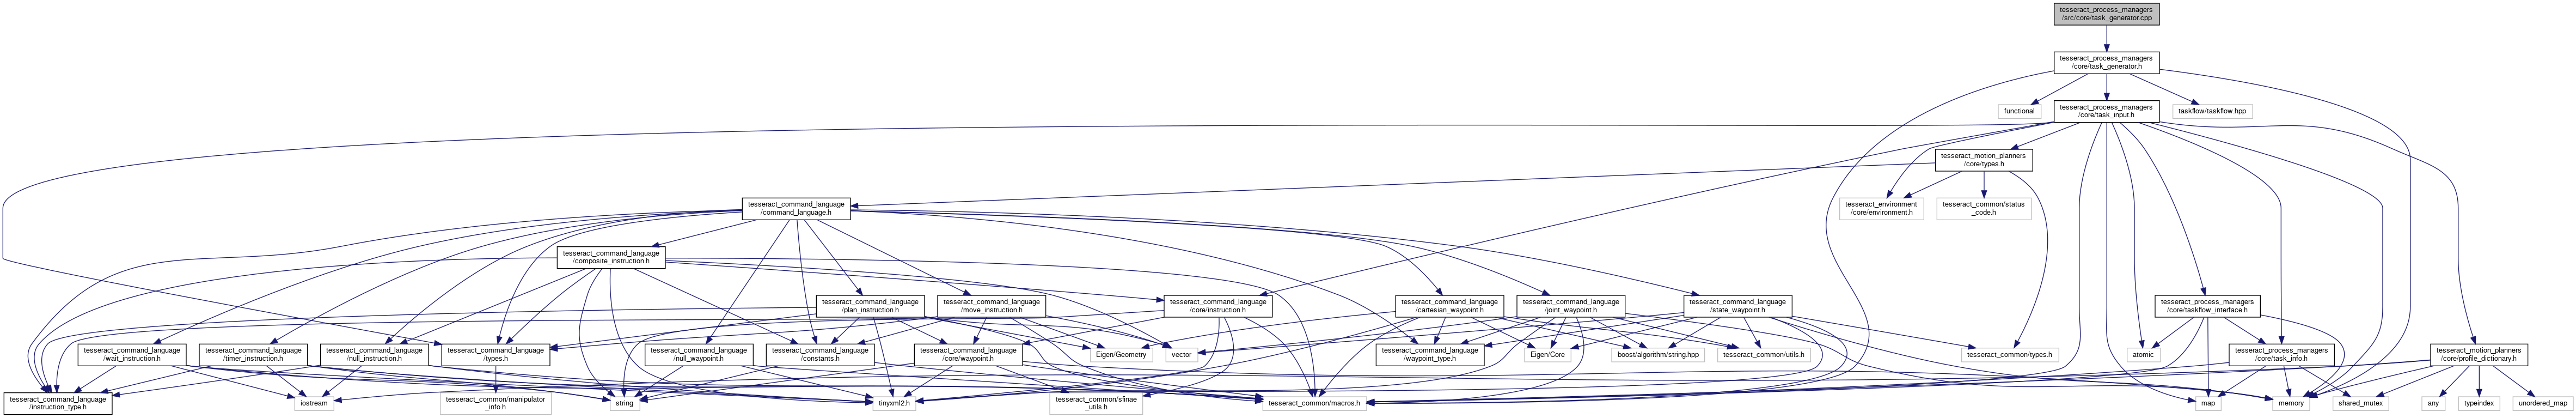 tesseract_process_managers
/src/core/task_generator.cpp
tesseract_process_managers
/core/task_generator.h
functional
tesseract_process_managers
/core/task_input.h
taskflow/taskflow.hpp
tesseract_motion_planners
/core/types.h
tesseract_command_language
/command_language.h
tesseract_environment
/core/environment.h
tesseract_common/status
_code.h
tesseract_command_language
/composite_instruction.h
tesseract_command_language
/plan_instruction.h
tesseract_command_language
/move_instruction.h
tesseract_command_language
/core/instruction.h
tesseract_command_language
/cartesian_waypoint.h
tesseract_command_language
/joint_waypoint.h
tesseract_command_language
/state_waypoint.h
tesseract_process_managers
/core/taskflow_interface.h
tesseract_command_language
/wait_instruction.h
tesseract_command_language
/timer_instruction.h
tesseract_command_language
/null_instruction.h
tesseract_command_language
/types.h
tesseract_command_language
/null_waypoint.h
tesseract_command_language
/constants.h
tesseract_command_language
/core/waypoint.h
Eigen/Geometry
vector
tesseract_command_language
/waypoint_type.h
Eigen/Core
boost/algorithm/string.hpp
tesseract_common/utils.h
tesseract_common/types.h
atomic
tesseract_process_managers
/core/task_info.h
tesseract_motion_planners
/core/profile_dictionary.h
tesseract_command_language
/instruction_type.h
iostream
tesseract_common/manipulator
_info.h
string
tinyxml2.h
tesseract_common/sfinae
_utils.h
tesseract_common/macros.h
map
memory
shared_mutex
any
typeindex
unordered_map